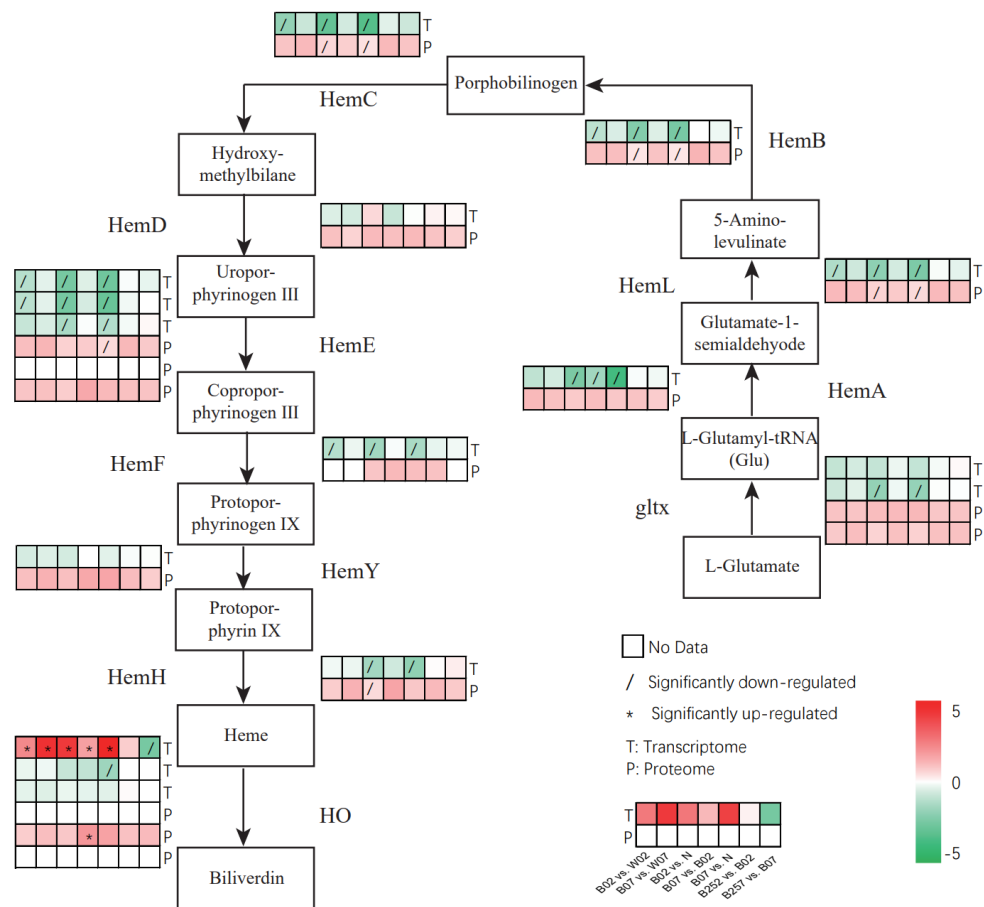 / / / T
P / /
HemC
Porphobilinogen
/ / / T
P / /
HemB
Hydroxy-
methylbilane
HemD
T
P
5-Amino-
levulinate
/ / / T
/ / / T
/ / T
/ P
P
P
Uropor-
phyrinogen III
HemL
/ / / T
/ / P
HemE
Glutamate-1-
semialdehyode
/ / / T
P
HemA
Copropor-
phyrinogen III
HemF
/ / / T
P
L-Glutamyl-tRNA
(Glu)
T
/ / T
P
P
gltx
Protopor-
phyrinogen IX
T
P
HemY
L-Glutamate
Protopor-
phyrin IX
HemH
/ / T
/ P
No Data
/ Significantly down-regulated
* Significantly up-regulated
T: Transcriptome
P: Proteome
5
0
-5
Heme
* * * * * / T
/ T
T
P
* P
P
HO
Biliverdin
T
P
B02 vs. W02
B07 vs. W07
B02 vs. N
B07 vs. B02
B07 vs. N
B252 vs. B02
B257 vs. B07